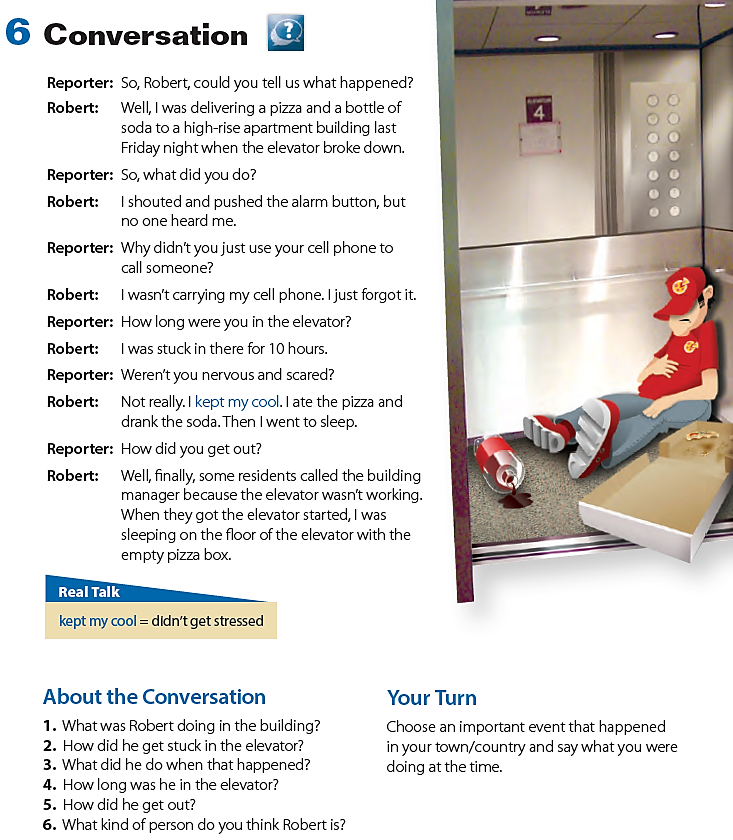 6 Conversation
Reporter: So, Robert, could you tell us what happened?
Robert: Well, I was delivering a pizza and a bottle of
soda to a high-rise apartment building last
Friday night when the elevator broke down.
Reporter: So, what did you do?
Robert: I shouted and pushed the alarm button, but
no one heard me.
Reporter: Why didn't you just use your cell phone to
call someone?
Robert: I wasn't carrying my cell phone. I just forgot it.
Reporter: How long were you in the elevator?
Robert: I was stuck in there for 10 hours.
Reporter: Weren't you nervous and scared?
Robert: Not really. I kept my cool. I ate the pizza and
drank the soda. Then I went to sleep.
Reporter: How did you get out?
Robert: Well, finally, some residents called the building
manager because the elevator wasn't working.
When they got the elevator started, I was
sleeping on the floor of the elevator with the
empty pizza box.
Real Talk
kept my cool = didn't get stressed
ELEVATOR
4
About the Conversation
1. What was Robert doing in the building?
2. How did he get stuck in the elevator?
3. What did he do when that happened?
4. How long was he in the elevator?
5. How did he get out?
6. What kind of person do you think Robert is?
Your Turn
Choose an important event that happened
in your town/country and say what you were
doing at the time.